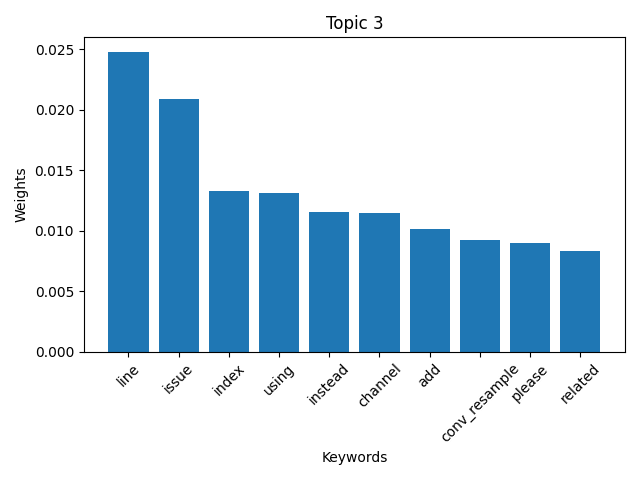 Topic 3
Weights
0.025
0.020
0.015
0.010
0.005
0.000
line
issue
index
using
instead
channel
add
conv_resample
please
related
Keywords